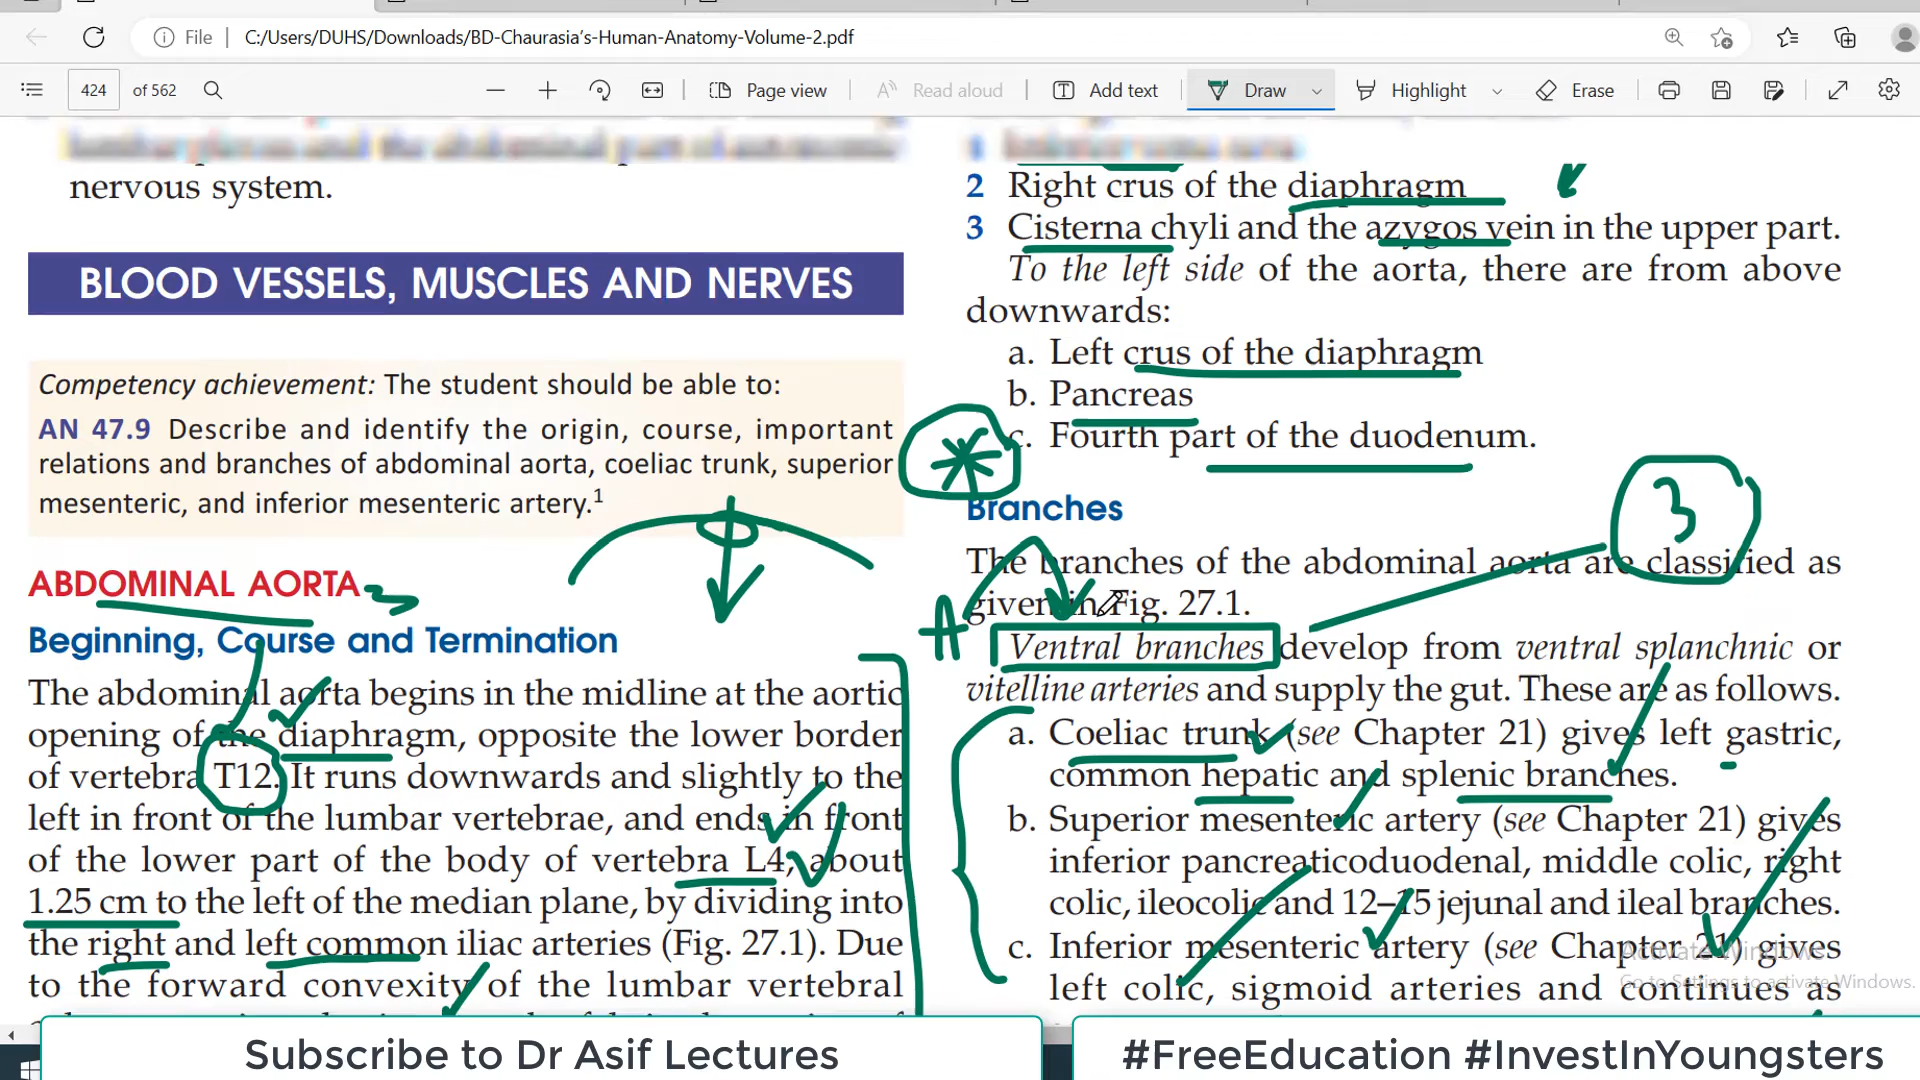 File
C:/Users/DUHS/Downloads/BD-Chaurasia's-Human-Anatomy-Volume-2.pdf
424 of 562
Page view
Read aloud
Add text
Draw
Highlight
Erase
nervous system.
BLOOD VESSELS, MUSCLES AND NERVES
Competency achievement: The student should be able to:
AN 47.9 Describe and identify the origin, course, important
relations and branches of abdominal aorta, coeliac trunk, superior
mesenteric, and inferior mesenteric artery.1
ABDOMINAL AORTA
Beginning, Course and Termination
The abdominal aorta begins in the midline at the aortic
opening of the diaphragm, opposite the lower border
of vertebra T12. It runs downwards and slightly to the
left in front of the lumbar vertebrae, and ends in front
of the lower part of the body of vertebra L4, about
1.25 cm to the left of the median plane, by dividing into
the right and left common iliac arteries (Fig. 27.1). Due
to the forward convexity of the lumbar vertebral
2 Right crus of the diaphragm
3 Cisterna chyli and the azygos vein in the upper part.
To the left side of the aorta, there are from above
downwards:
a. Left crus of the diaphragm
b. Pancreas
c. Fourth part of the duodenum.
Branches
3
The branches of the abdominal aorta are classified as
given in Fig. 27.1.
A
Ventral branches develop from ventral splanchnic or
vitelline arteries and supply the gut. These are as follows.
a. Coeliac trunk (see Chapter 21) gives left gastric,
common hepatic and splenic branches.
b. Superior mesenteric artery (see Chapter 21) gives
inferior pancreaticoduodenal, middle colic, right
colic, ileocolic and 12–15 jejunal and ileal branches.
c. Inferior mesenteric artery (see Chapter 21) gives
left colic, sigmoid arteries and continues as
Activate Windows
Go to Settings to activate Windows.
Subscribe to Dr Asif Lectures
#FreeEducation #InvestInYoungsters